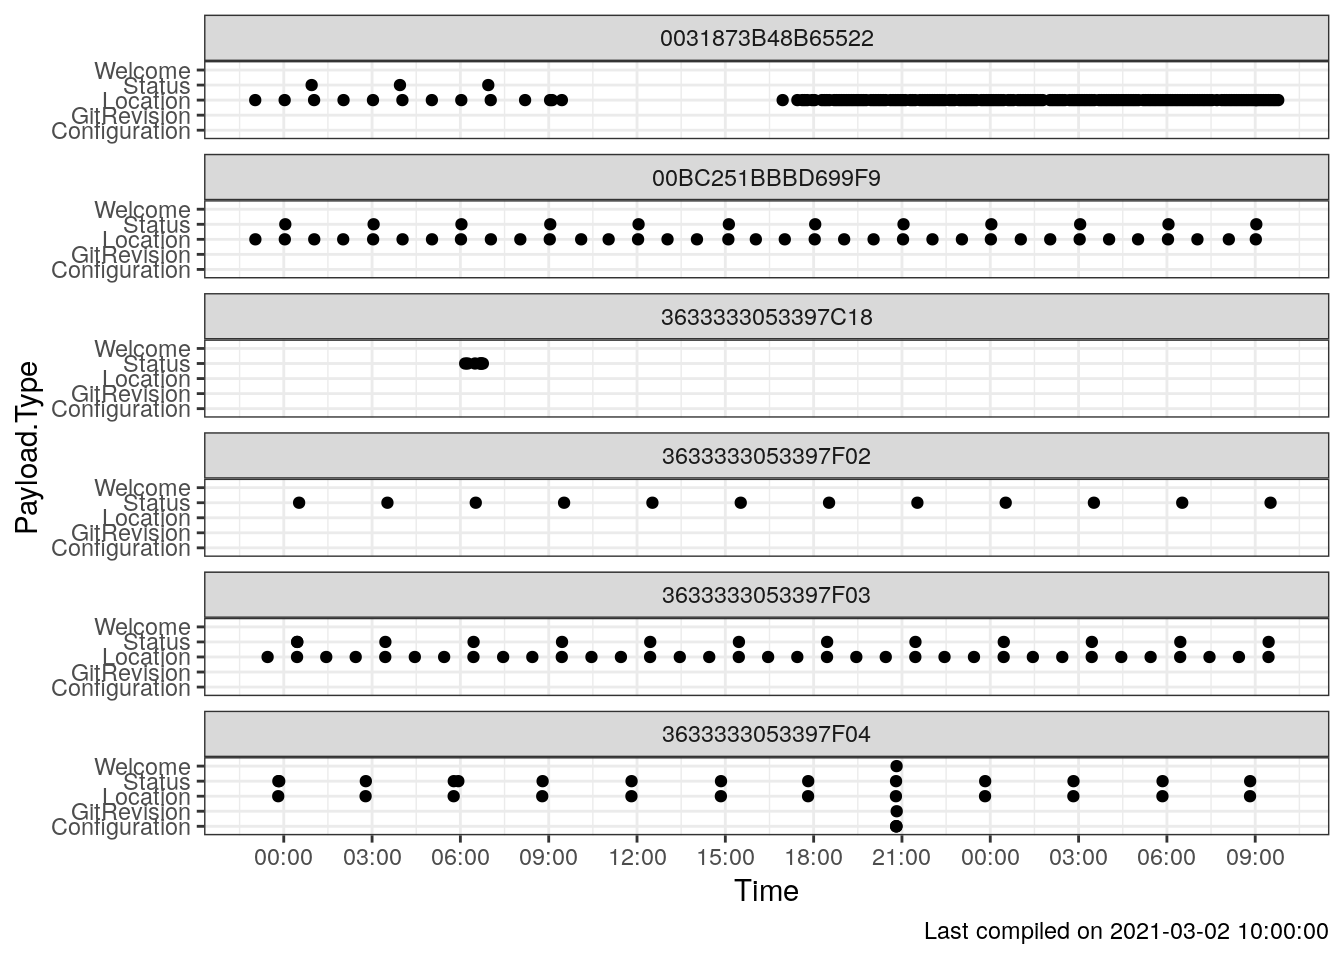 0031873B48B65522
Welcome
Status
Location
GitRevision
Configuration
00BC251BBBD699F9
Welcome
Status
Location
GitRevision
Configuration
3633333053397C18
Welcome
Status
Location
GitRevision
Configuration
3633333053397F02
Welcome
Status
Location
GitRevision
Configuration
3633333053397F03
Welcome
Status
Location
GitRevision
Configuration
3633333053397F04
Welcome
Status
Location
GitRevision
Configuration
Payload.Type
00:00 03:00 06:00 09:00 12:00 15:00 18:00 21:00 00:00 03:00 06:00 09:00
Time
Last compiled on 2021-03-02 10:00:00